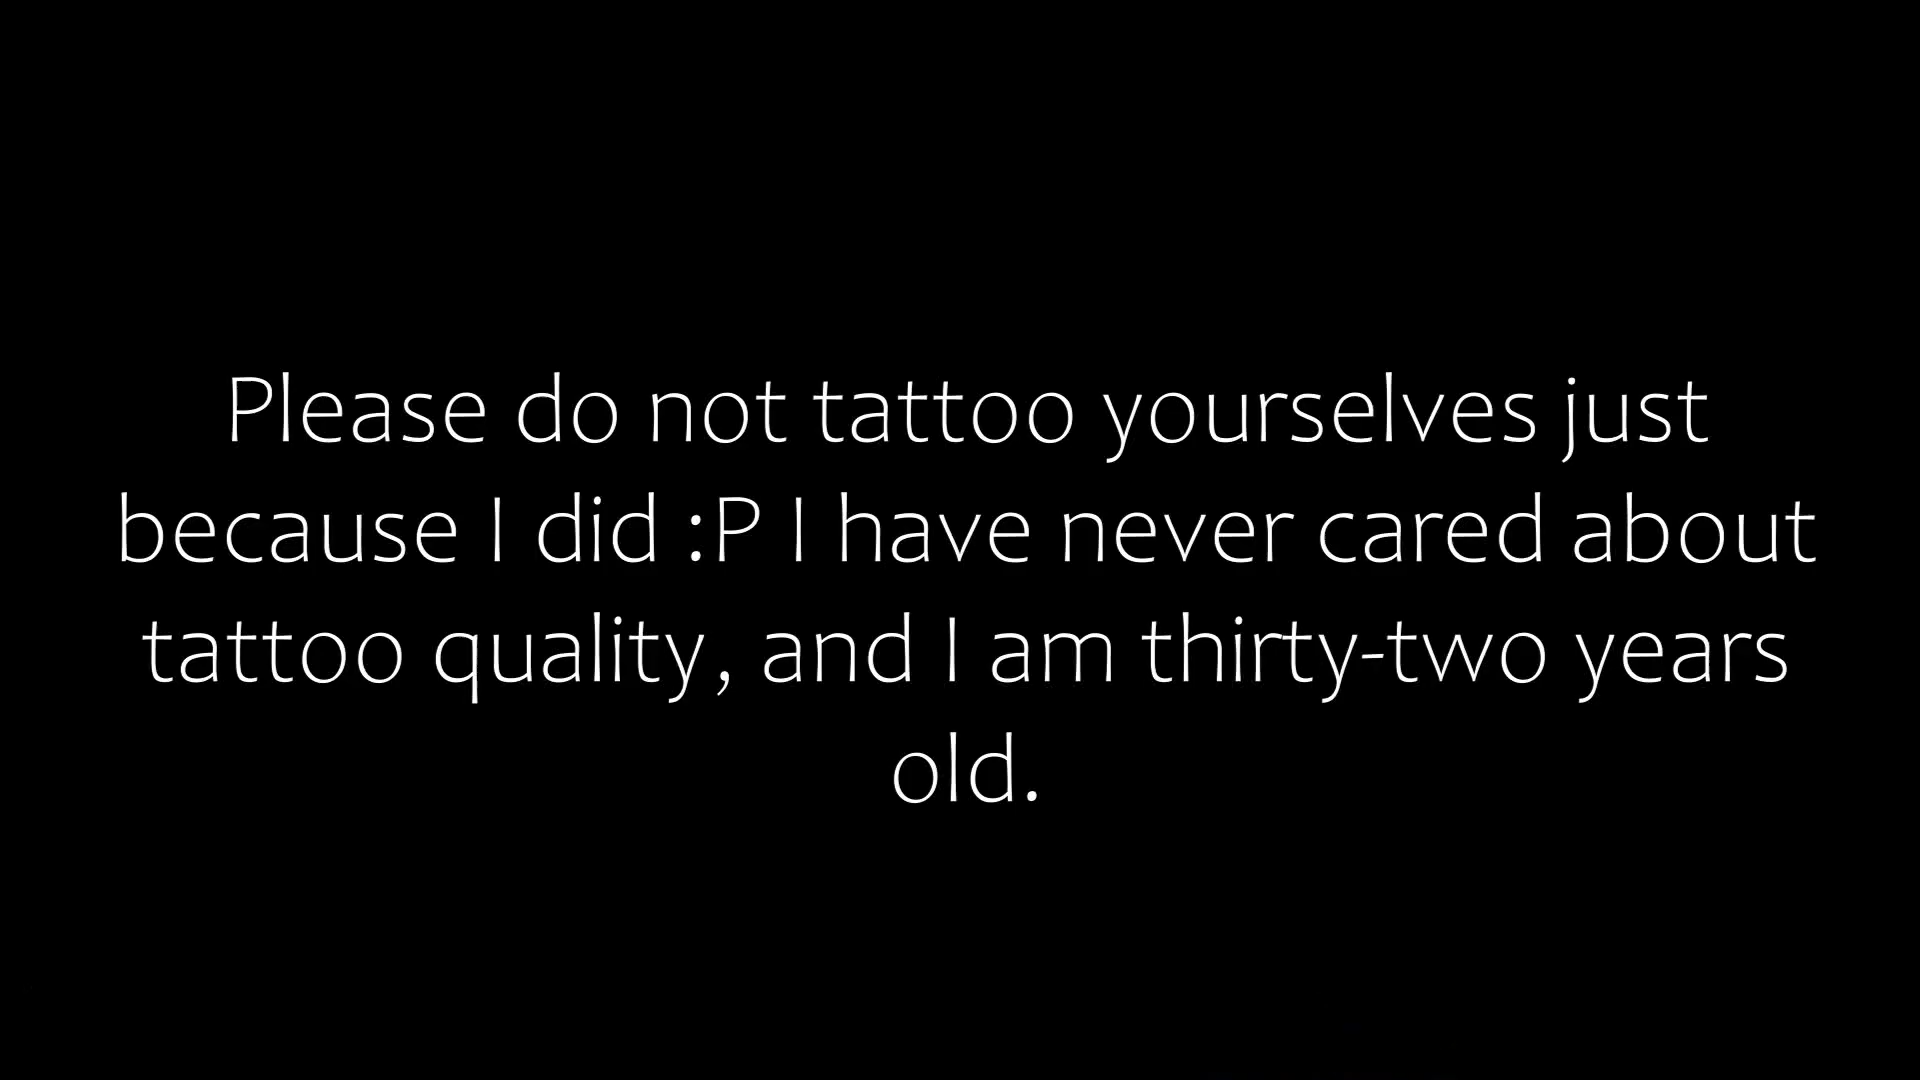 Please do not tattoo yourselves just
because I did :P I have never cared about
tattoo quality, and I am thirty-two years
old.